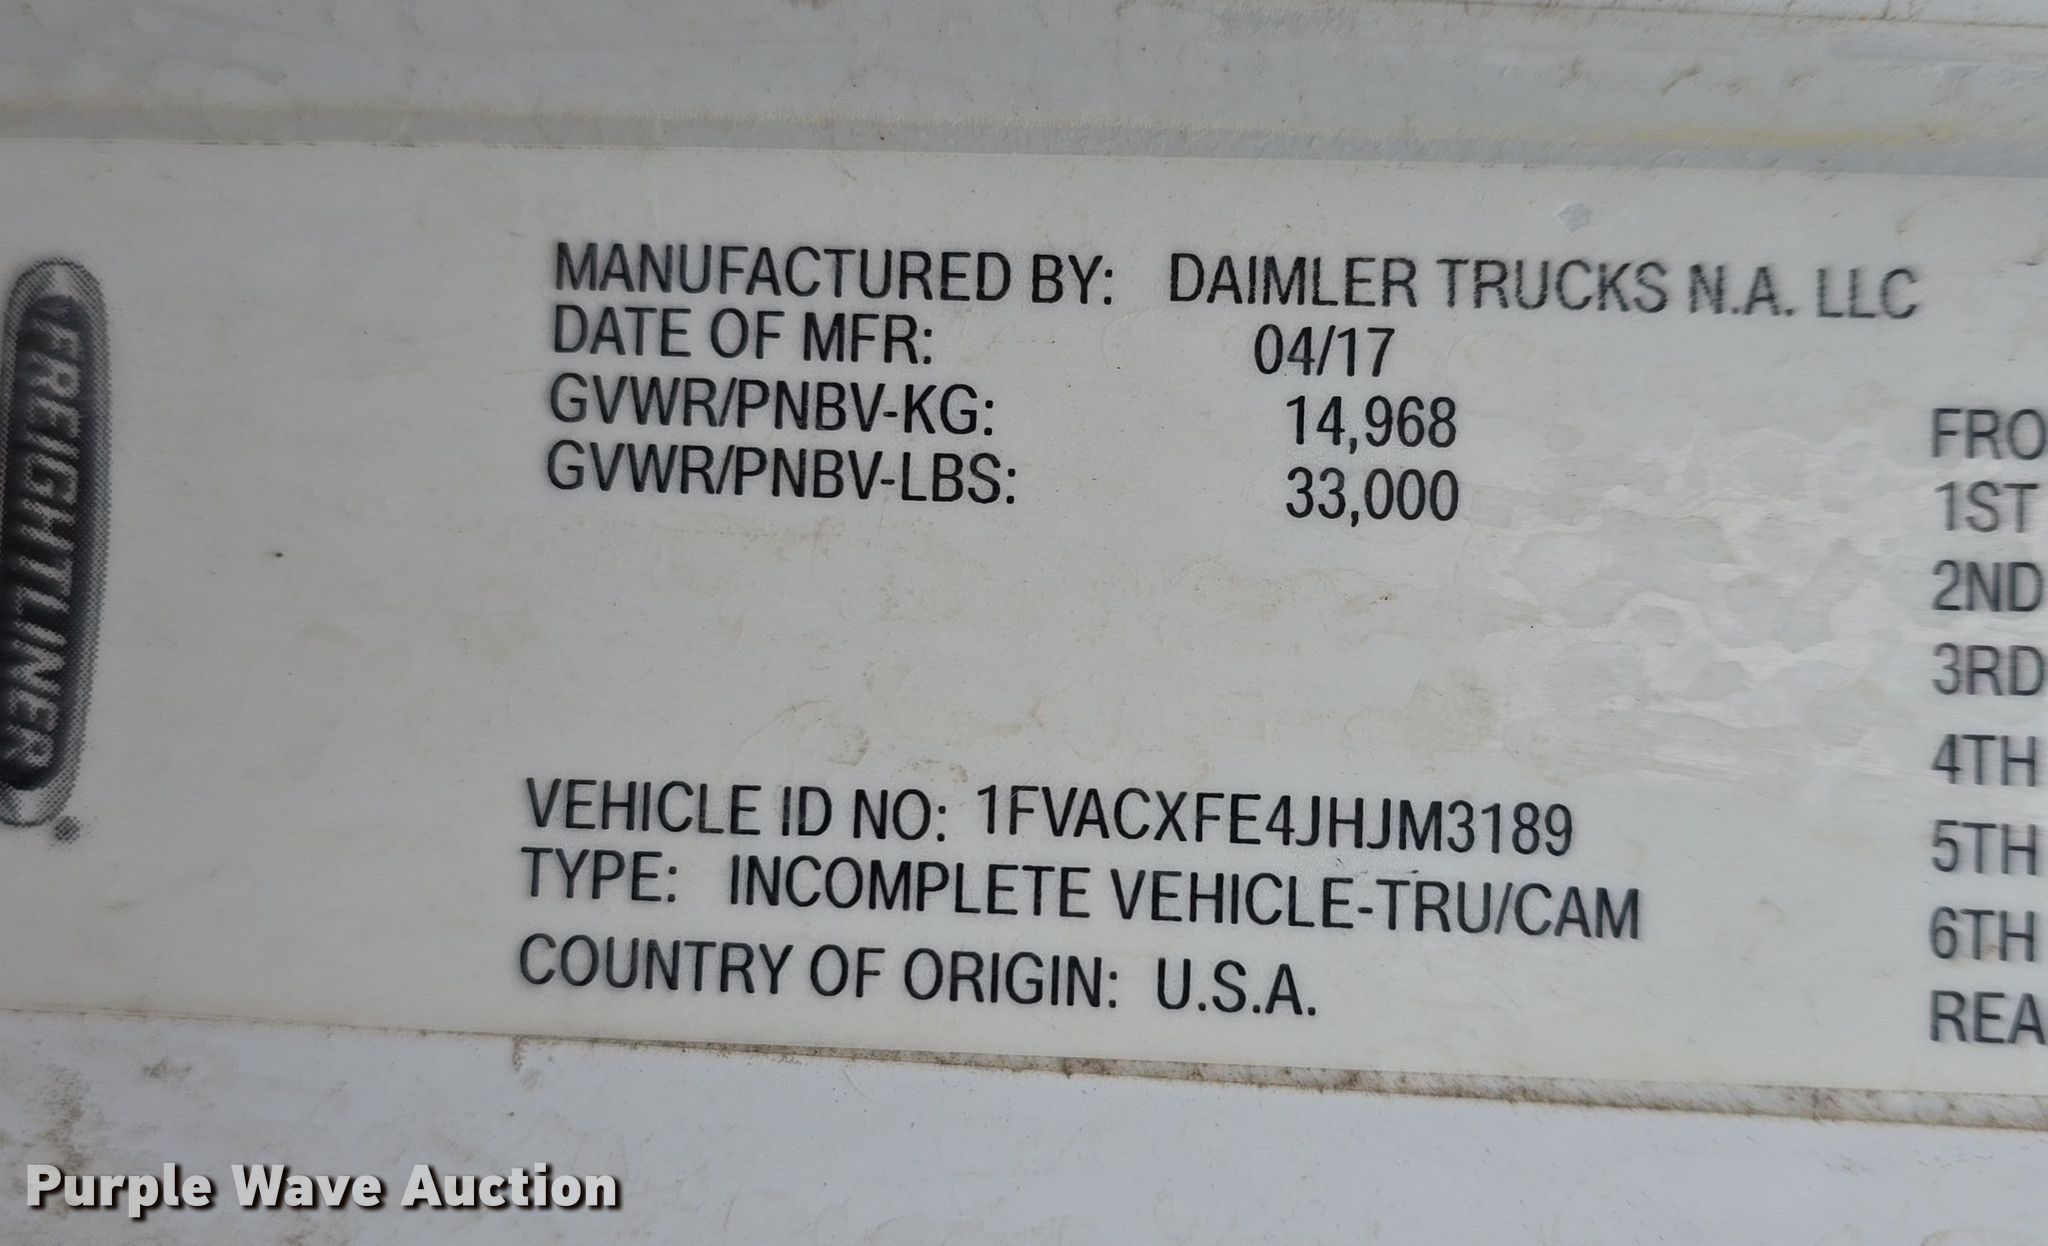 FREIGHTLINER
MANUFACTURED BY: DAIMLER TRUCKS N.A. LLC
DATE OF MFR: 04/17
GVWR/PNBV-KG: 14,968
GVWR/PNBV-LBS: 33,000
VEHICLE ID NO: 1FVACXFE4JHJM3189
TYPE: INCOMPLETE VEHICLE-TRU/CAM
COUNTRY OF ORIGIN: U.S.A.
FRO
1ST
2ND
3RD
4TH
5TH
6TH
REA
Purple Wave Auction